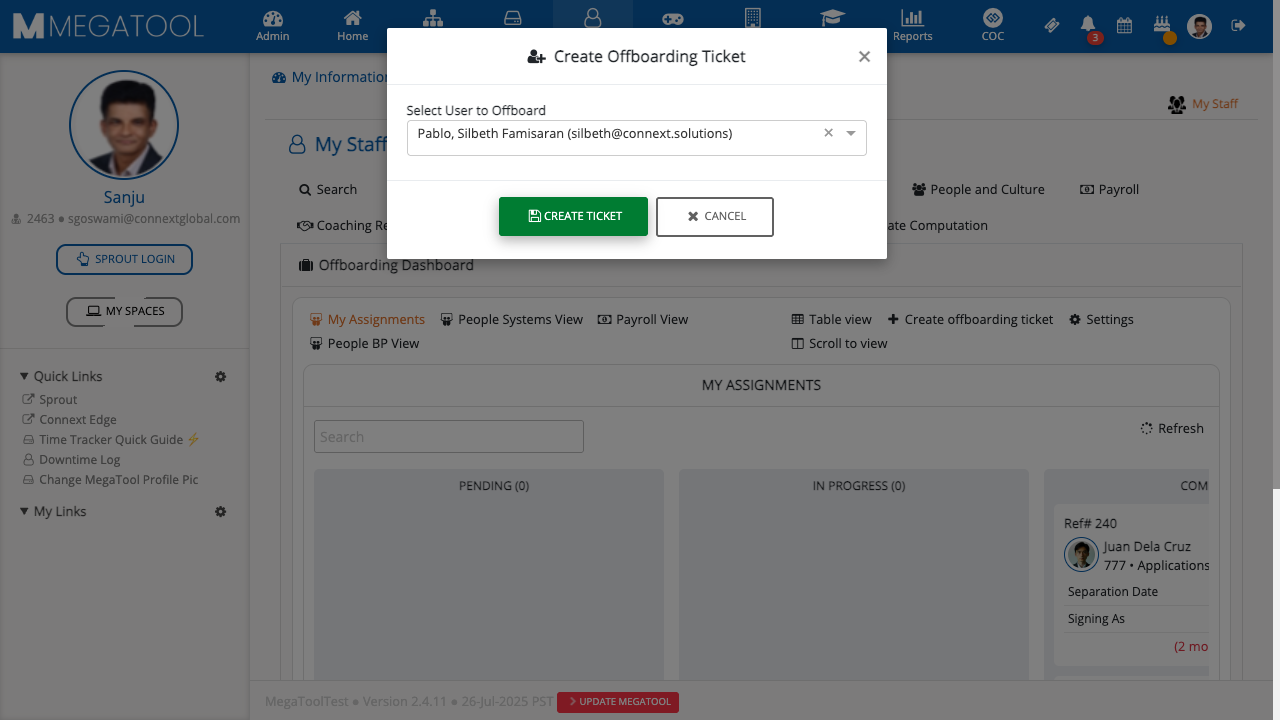 MEGATOOL
Admin
Home
Reports
COC
3
Create Offboarding Ticket
×
Select User to Offboard
Pablo, Silbeth Famisaran (silbeth@connext.solutions)
×
CREATE TICKET
CANCEL
Sanju
2463 ● sgoswami@connextglobal.com
SPROUT LOGIN
MY SPACES
Quick Links
Sprout
Connext Edge
Time Tracker Quick Guide ⚡
Downtime Log
Change MegaTool Profile Pic
My Links
My Information
My Staff
My Staff
Search
People and Culture
Payroll
Coaching Re
ate Computation
Offboarding Dashboard
My Assignments
People Systems View
Payroll View
People BP View
Table view
Create offboarding ticket
Settings
Scroll to view
MY ASSIGNMENTS
Search
Refresh
PENDING (0)
IN PROGRESS (0)
COM
Ref# 240
Juan Dela Cruz
777 • Applications
Separation Date
Signing As
(2 mo
MegaToolTest ● Version 2.4.11 ● 26-Jul-2025 PST
UPDATE MEGATOOL